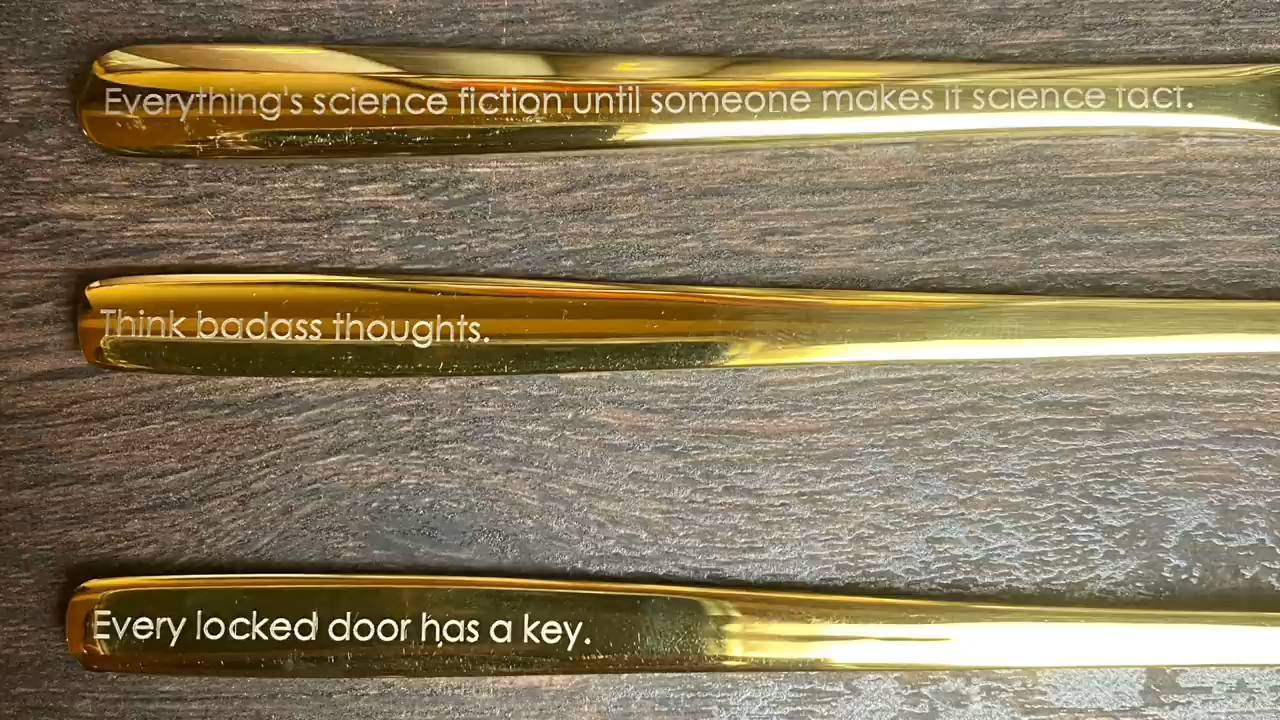 Everything's science fiction until someone makes it science fact.
Think badass thoughts.
Every locked door has a key.